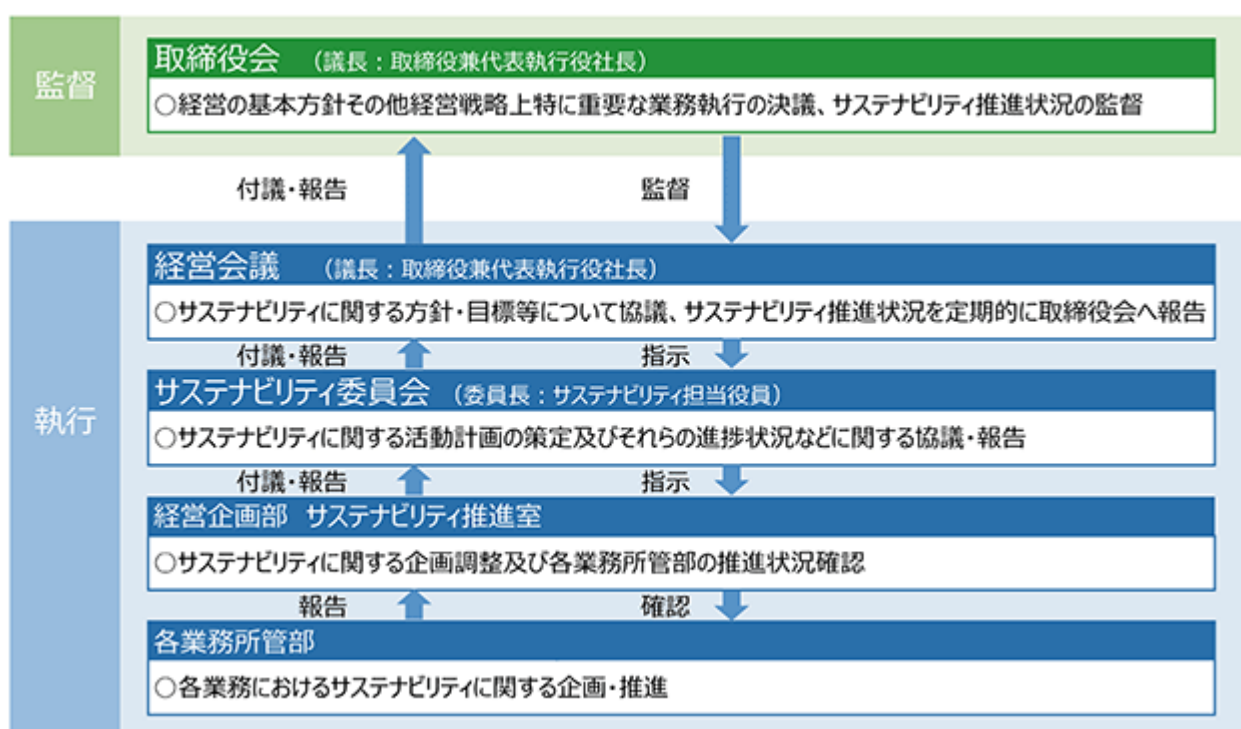 監督
取締役会 (議長:取締役兼代表執行役社長)
○経営の基本方針その他経営戦略上特に重要な業務執行の決議、サステナビリティ推進状況の監督
付議・報告 監督
執行
経営会議 (議長:取締役兼代表執行役社長)
○サステナビリティに関する方針・目標等について協議、サステナビリティ推進状況を定期的に取締役会へ報告
付議・報告 指示
サステナビリティ委員会 (委員長:サステナビリティ担当役員)
○サステナビリティに関する活動計画の策定及びそれらの進捗状況などに関する協議・報告
付議・報告 指示
経営企画部 サステナビリティ推進室
○サステナビリティに関する企画調整及び各業務所管部の推進状況確認
報告 確認
各業務所管部
○各業務におけるサステナビリティに関する企画・推進